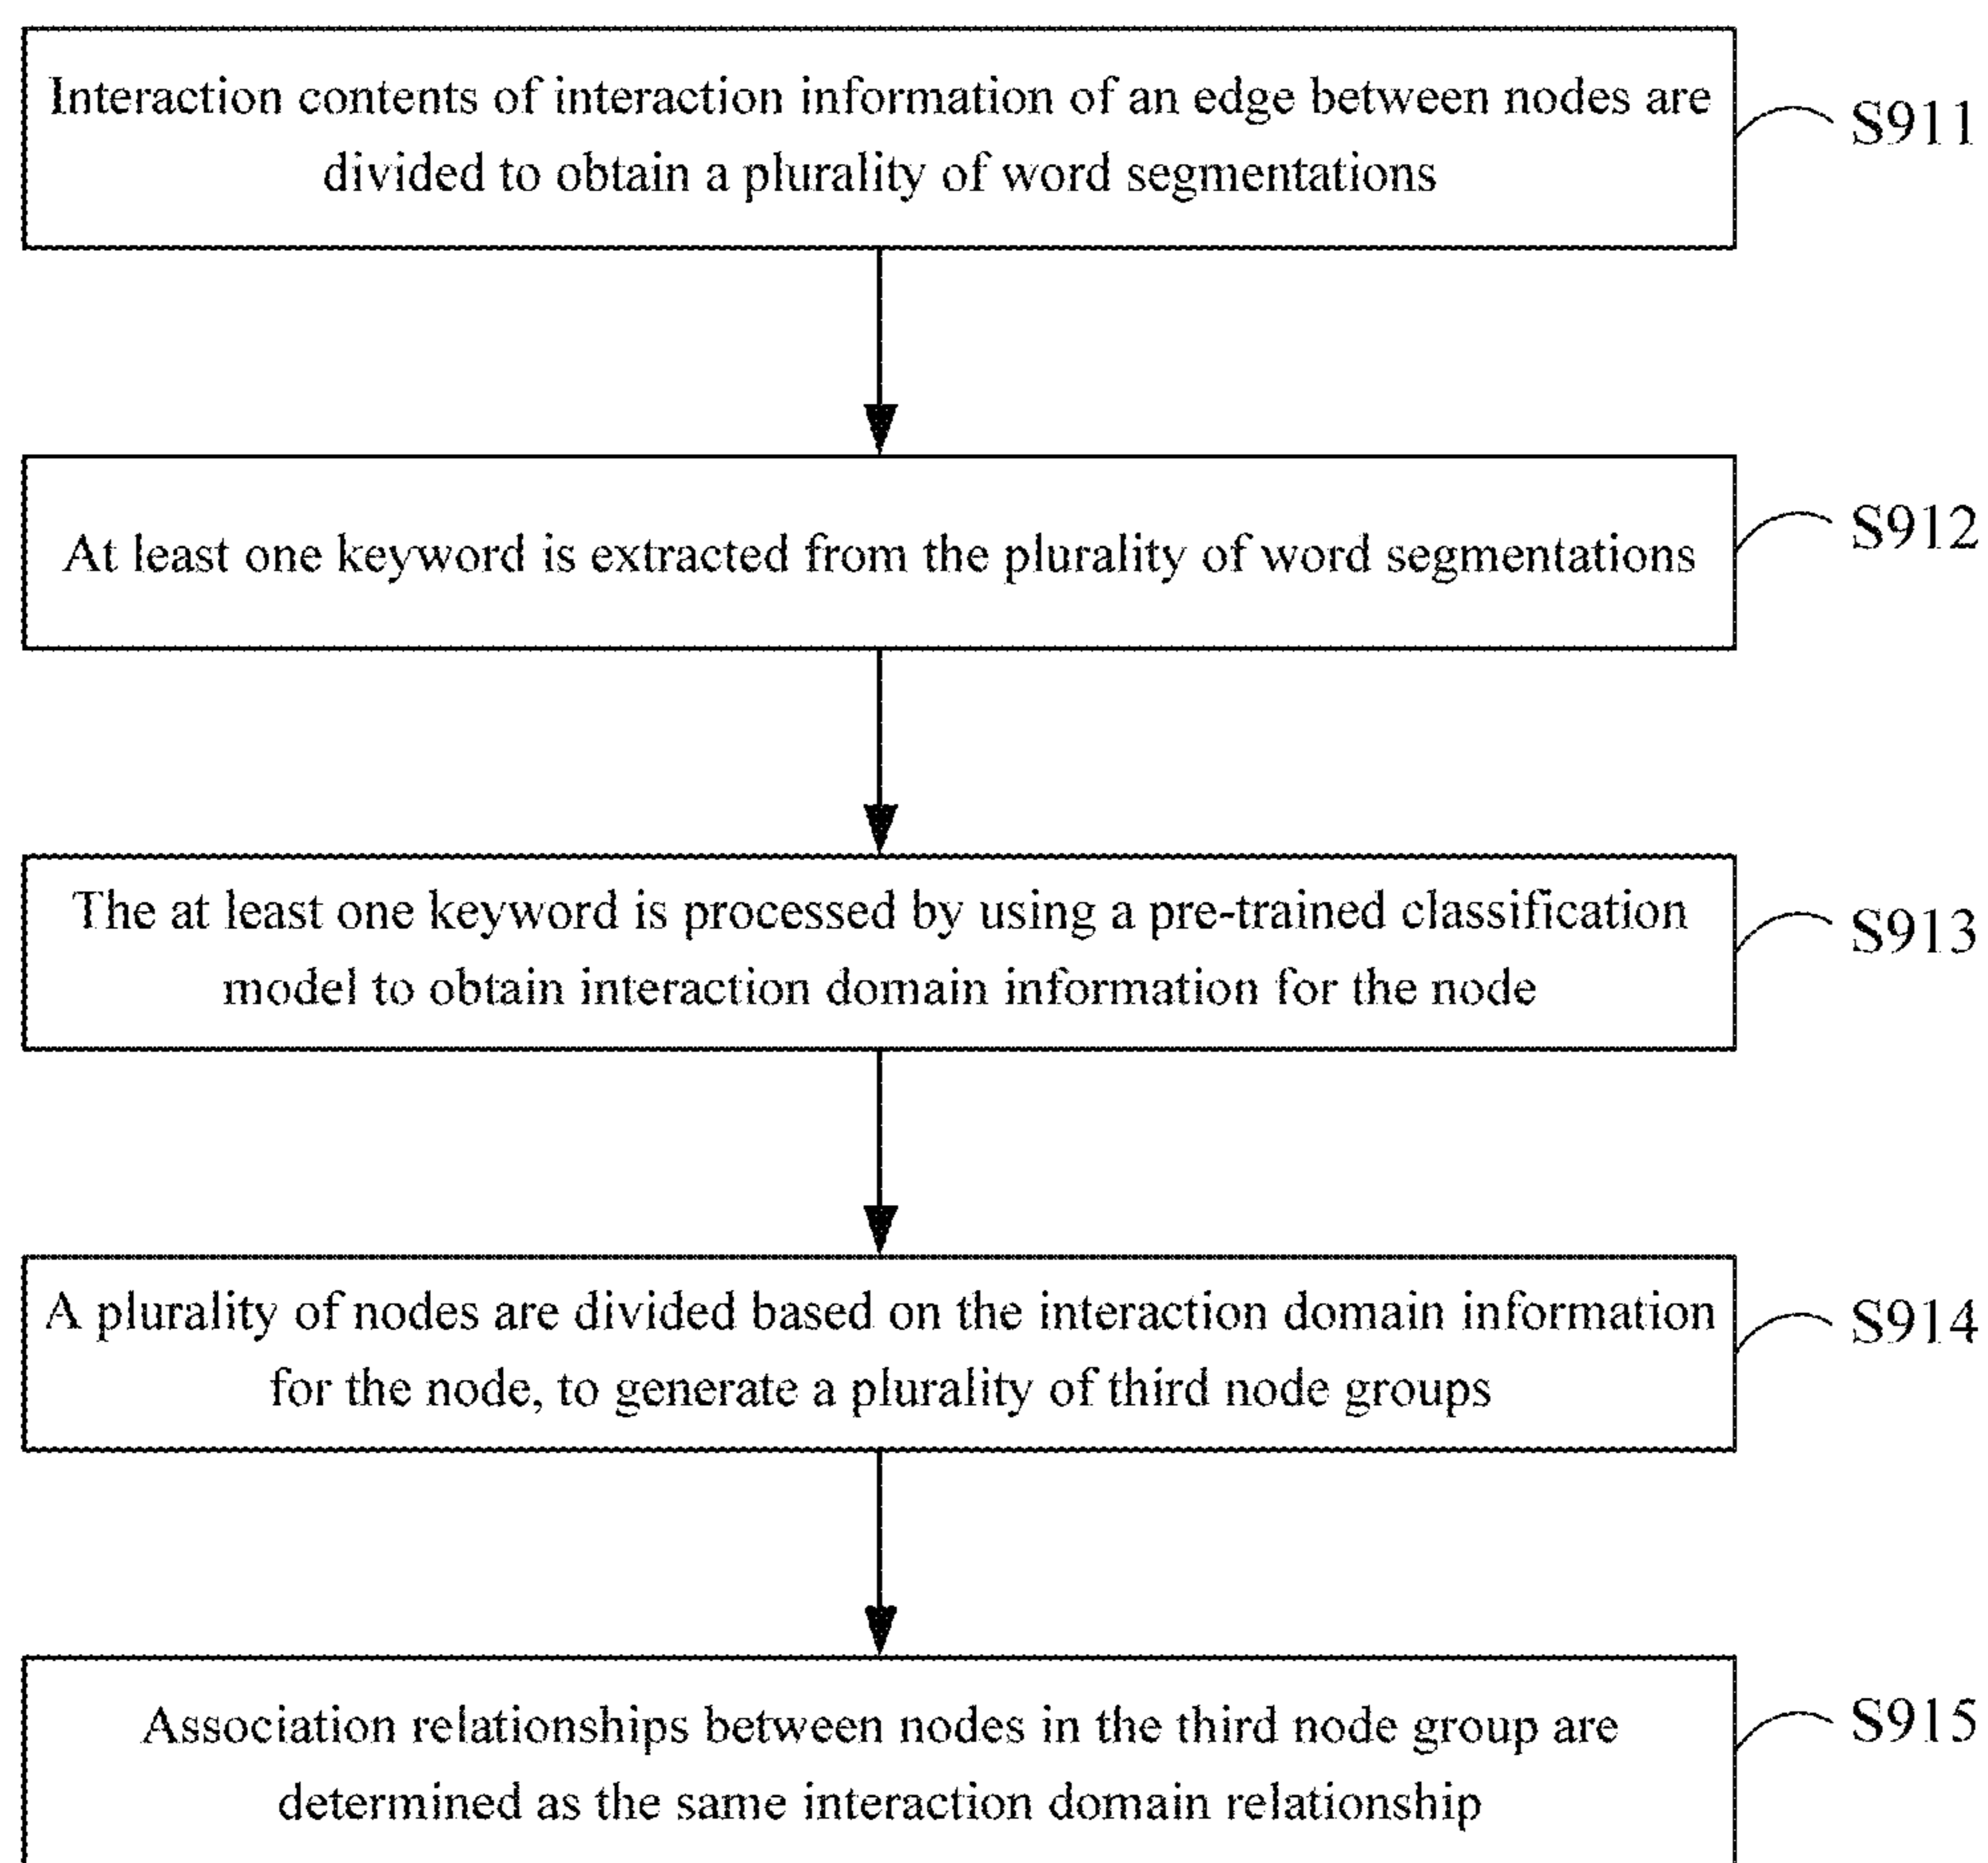 Interaction contents of interaction information of an edge between nodes are
divided to obtain a plurality of word segmentations
S911
At least one keyword is extracted from the plurality of word segmentations
S912
The at least one keyword is processed by using a pre-trained classification
model to obtain interaction domain information for the node
S913
A plurality of nodes are divided based on the interaction domain information
for the node, to generate a plurality of third node groups
S914
Association relationships between nodes in the third node group are
determined as the same interaction domain relationship
S915